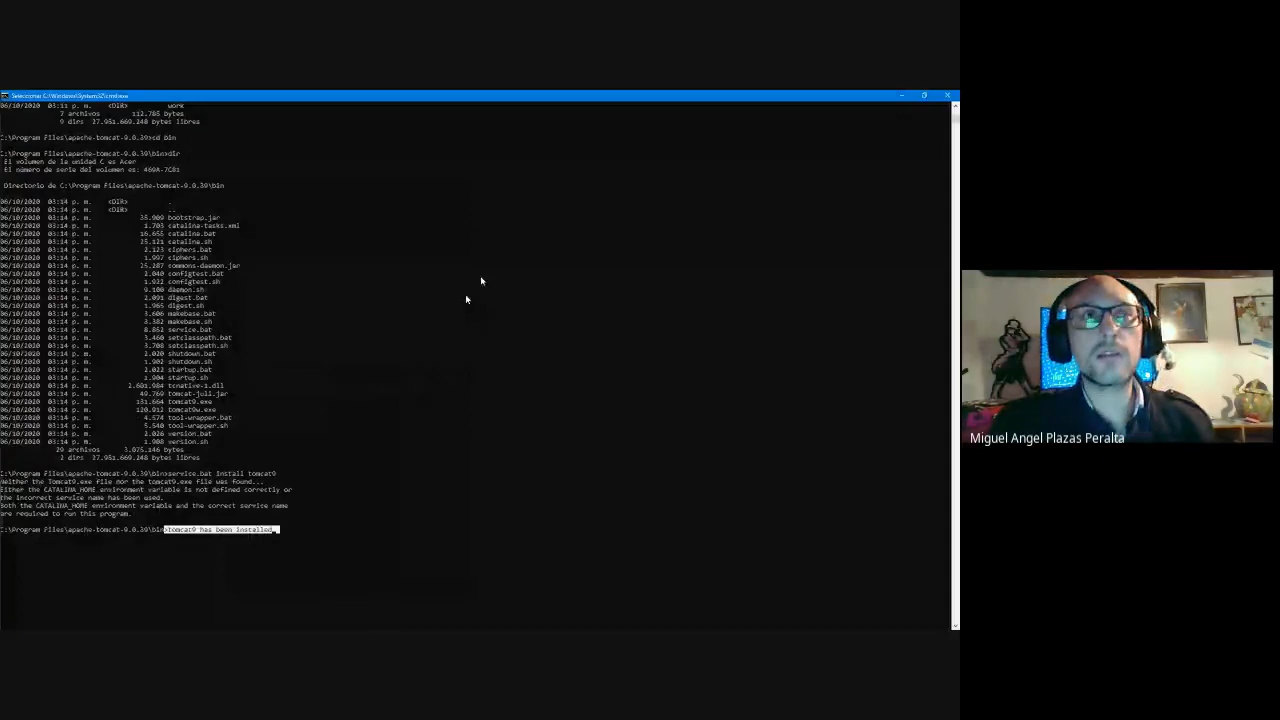 Seleccionar C:\Windows\System32\cmd.exe
06/10/2020 03:11 p. m. <DIR> work
7 archivos 112.785 bytes
9 dirs 27.951.669.248 bytes libres
C:\Program Files\apache-tomcat-9.0.39>cd bin
C:\Program Files\apache-tomcat-9.0.39\bin>dir
El volumen de la unidad C es Acer
El número de serie del volumen es: 469A-7C81
Directorio de C:\Program Files\apache-tomcat-9.0.39\bin
06/10/2020 03:14 p. m. <DIR> .
06/10/2020 03:14 p. m. <DIR> ..
06/10/2020 03:14 p. m. 35.909 bootstrap.jar
06/10/2020 03:14 p. m. 1.703 catalina-tasks.xml
06/10/2020 03:14 p. m. 16.655 catalina.bat
06/10/2020 03:14 p. m. 25.121 catalina.sh
06/10/2020 03:14 p. m. 2.123 ciphers.bat
06/10/2020 03:14 p. m. 1.997 ciphers.sh
06/10/2020 03:14 p. m. 25.287 commons-daemon.jar
06/10/2020 03:14 p. m. 2.040 configtest.bat
06/10/2020 03:14 p. m. 1.922 configtest.sh
06/10/2020 03:14 p. m. 9.100 daemon.sh
06/10/2020 03:14 p. m. 2.091 digest.bat
06/10/2020 03:14 p. m. 1.965 digest.sh
06/10/2020 03:14 p. m. 3.606 makebase.bat
06/10/2020 03:14 p. m. 3.382 makebase.sh
06/10/2020 03:14 p. m. 8.852 service.bat
06/10/2020 03:14 p. m. 3.460 setclasspath.bat
06/10/2020 03:14 p. m. 3.708 setclasspath.sh
06/10/2020 03:14 p. m. 2.020 shutdown.bat
06/10/2020 03:14 p. m. 1.902 shutdown.sh
06/10/2020 03:14 p. m. 2.022 startup.bat
06/10/2020 03:14 p. m. 1.904 startup.sh
06/10/2020 03:14 p. m. 2.601.984 tcnative-1.dll
06/10/2020 03:14 p. m. 49.769 tomcat-juli.jar
06/10/2020 03:14 p. m. 131.664 tomcat9.exe
06/10/2020 03:14 p. m. 120.912 tomcat9w.exe
06/10/2020 03:14 p. m. 4.574 tool-wrapper.bat
06/10/2020 03:14 p. m. 5.540 tool-wrapper.sh
06/10/2020 03:14 p. m. 2.026 version.bat
06/10/2020 03:14 p. m. 1.908 version.sh
29 archivos 3.075.146 bytes
2 dirs 27.951.669.248 bytes libres
C:\Program Files\apache-tomcat-9.0.39\bin>service.bat install tomcat9
Neither the Tomcat9.exe file nor the tomcat9.exe file was found...
Either the CATALINA_HOME environment variable is not defined correctly or
the incorrect service name has been used.
Both the CATALINA_HOME environment variable and the correct service name
are required to run this program.
C:\Program Files\apache-tomcat-9.0.39\bin>tomcat9 has been installed.
Miguel Angel Plazas Peralta